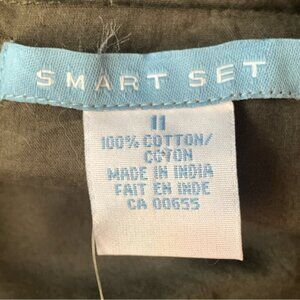 SMART SET
11
100% COTTON/
COTON
MADE IN INDIA
FAIT EN INDE
CA 00655